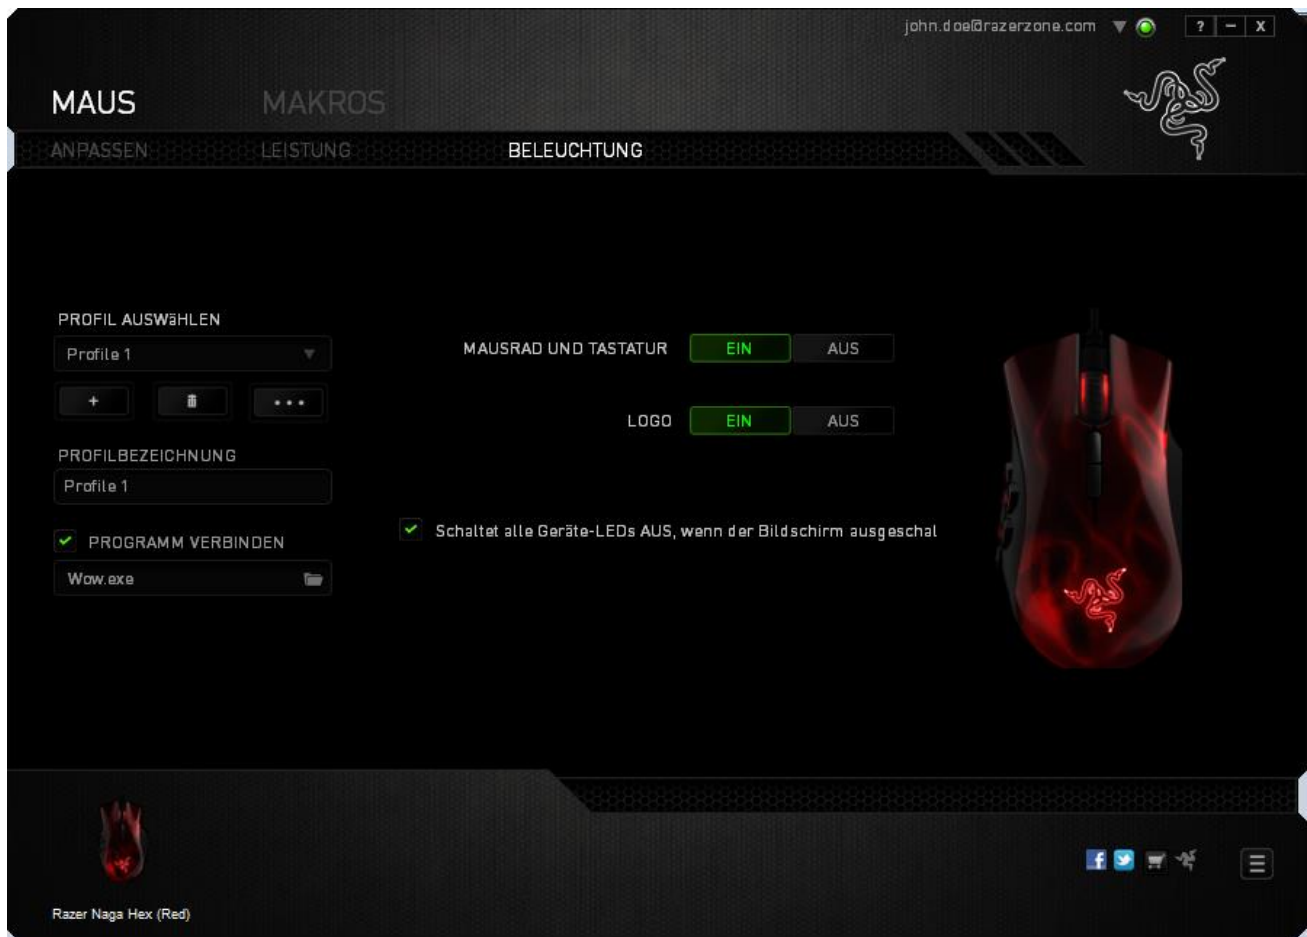 john.doe@razerzone.com
? – X
MAUS MAKROS
ANPASSEN LEISTUNG BELEUCHTUNG
PROFIL AUSWäHLEN
Profile 1
+ •••
PROFILBEZEICHNUNG
Profile 1
PROGRAMM VERBINDEN
Wow.exe
MAUSRAD UND TASTATUR EIN AUS
LOGO EIN AUS
Schaltet alle Geräte-LEDs AUS, wenn der Bildschirm ausgeschal
Razer Naga Hex (Red)